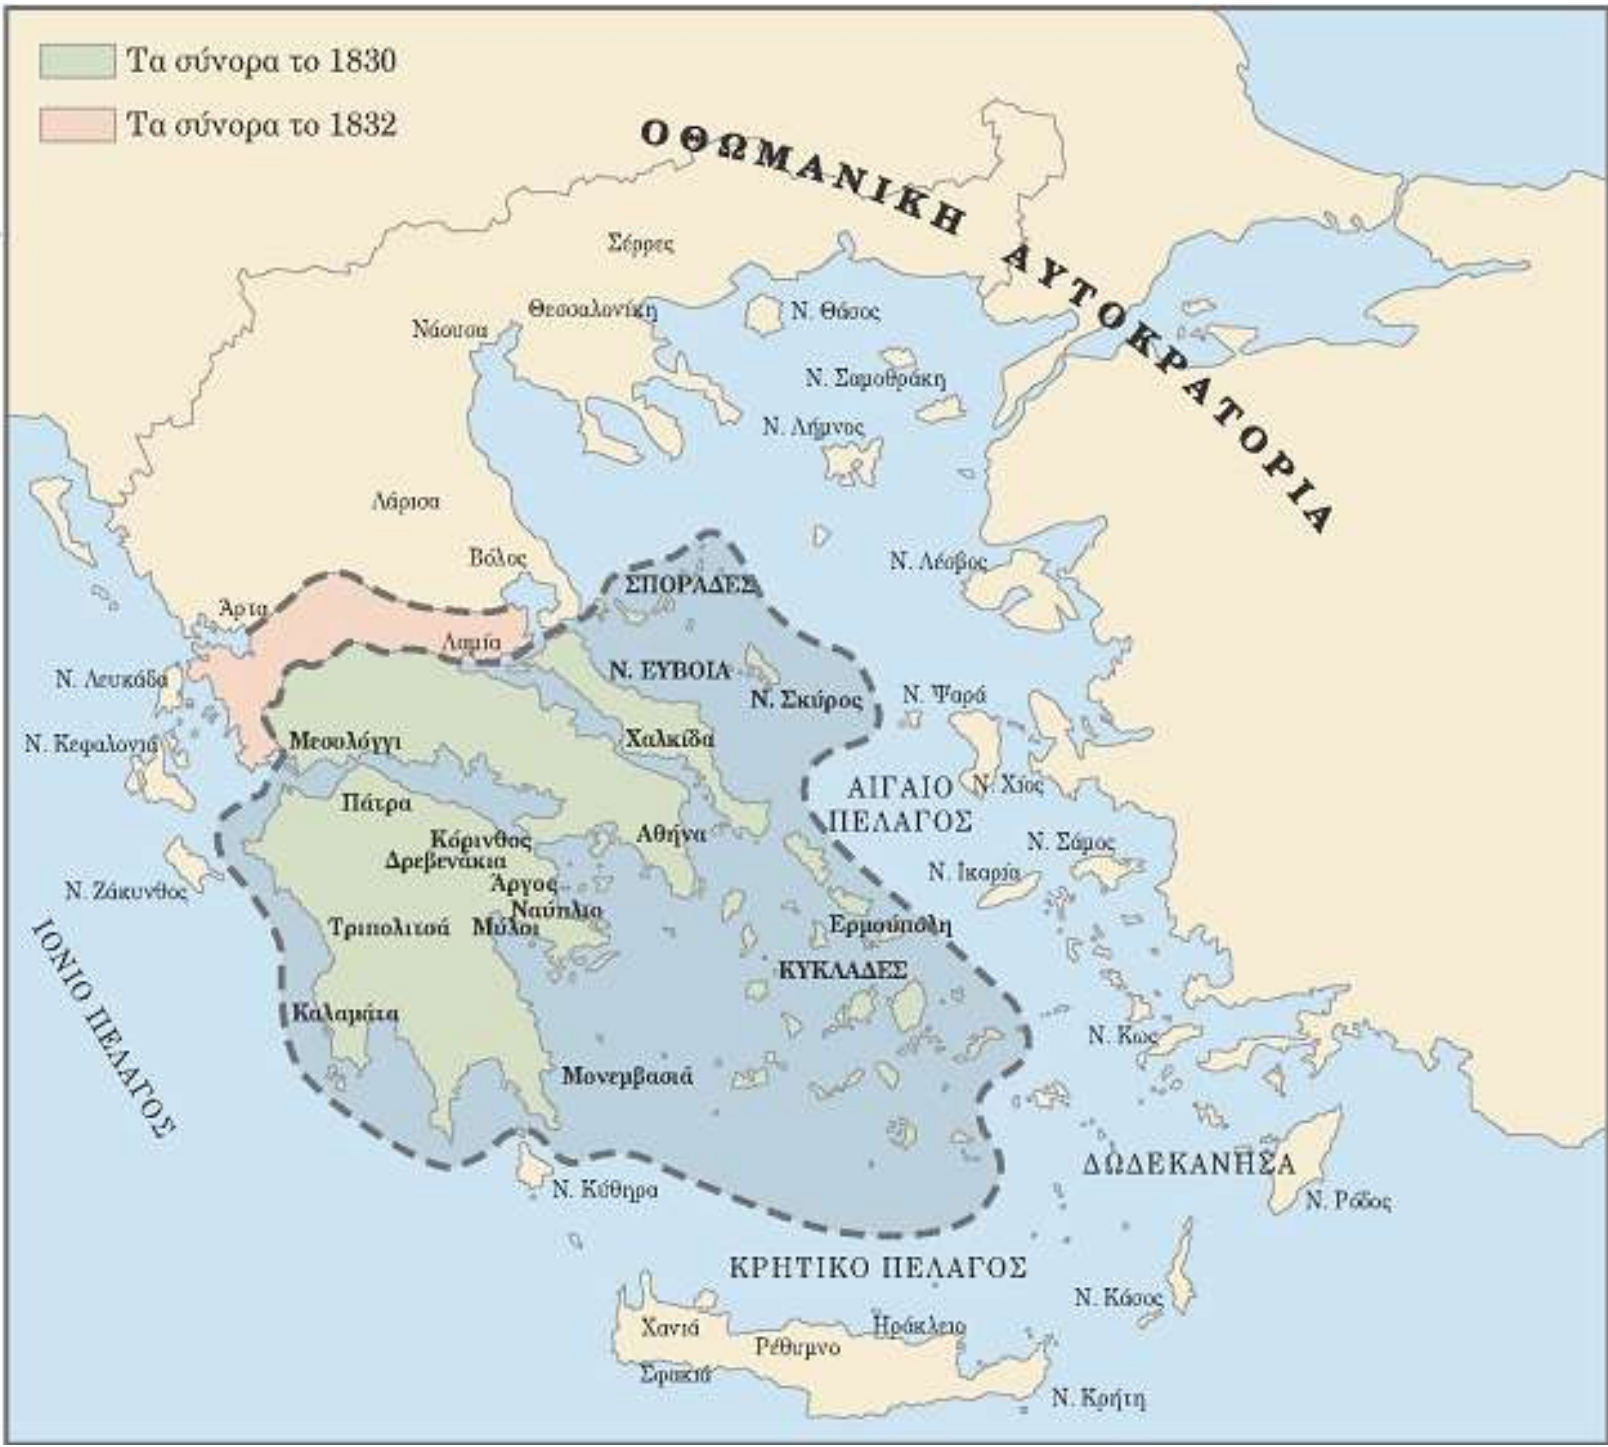 Τα σύνορα το 1830
Τα σύνορα το 1832
ΟΘΩΜΑΝΙΚΗ ΑΥΤΟΚΡΑΤΟΡΙΑ
Σέρρες
Θεσσαλονίκη
Νάουσα
Ν. Θάσος
Ν. Σαμοθράκη
Ν. Λήμνος
Λάρισα
Βόλος
Ν. Λέσβος
ΣΠΟΡΑΔΕΣ
Άρτα
Λαμία
Ν. ΕΥΒΟΙΑ
Ν. Λευκάδα
Ν. Σκύρος
Ν. Ψαρά
Ν. Κεφαλονιά
Μεσολόγγι
Χαλκίδα
ΑΙΓΑΙΟ
ΠΕΛΑΓΟΣ
Ν. Χίος
Πάτρα
Κόρινθος
Αθήνα
Δρεβενάκια
Ν. Σάμος
Ν. Ικαρία
Άργος
Ν. Ζάκυνθος
Ναύπλιο
Τριπολιτσά
Μύλοι
Ερμούπολη
ΚΥΚΛΑΔΕΣ
ΙΟΝΙΟ ΠΕΛΑΓΟΣ
Καλαμάτα
Ν. Κως
Μονεμβασιά
ΔΩΔΕΚΑΝΗΣΑ
Ν. Κύθηρα
Ν. Ρόδος
ΚΡΗΤΙΚΟ ΠΕΛΑΓΟΣ
Ν. Κάσος
Χανιά
Ηράκλειο
Ρέθυμνο
Σφακιά
Ν. Κρήτη